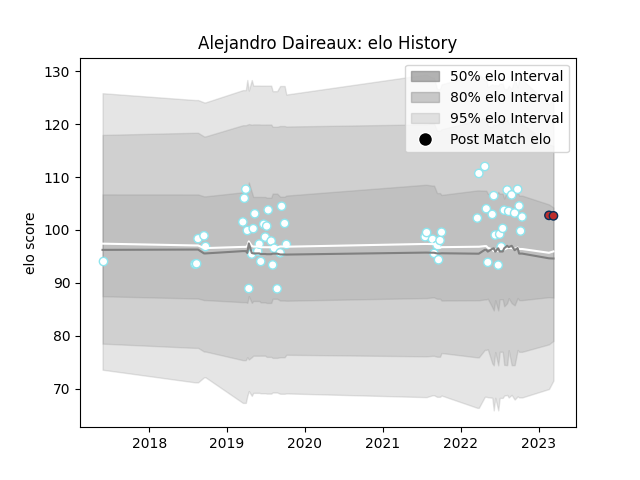 Alejandro Daireaux: elo History
130
120
110
100
90
80
70
elo score
50% elo Interval
80% elo Interval
95% elo Interval
Post Match elo
2018
2019
2020
2021
2022
2023